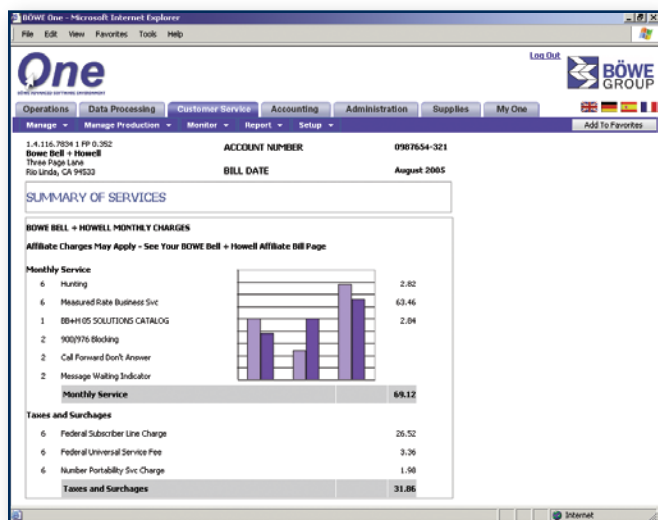 BÖWE One - Microsoft Internet Explorer
File Edit View Favorites Tools Help
One
BÖWE ADVANCED SOFTWARE ENVIRONMENT
Log Out
BÖWE
GROUP
Operations Data Processing Customer Service Accounting Administration Supplies My One
Manage Manage Production Monitor Report Setup Add To Favorites
1.4.116.7834 1 FP 0.352
Bowe Bell + Howell
Three Page Lane
Rio Linda, CA 94533
ACCOUNT NUMBER 0987654-321
BILL DATE August 2005
SUMMARY OF SERVICES
BOWE BELL + HOWELL MONTHLY CHARGES
Affiliate Charges May Apply - See Your BOWE Bell + Howell Affiliate Bill Page
Monthly Service
6 Hunting 2.82
6 Measured Rate Business Svc 63.46
1 BB+H 05 SOLUTIONS CATALOG 2.84
2 900/976 Blocking
2 Call Forward Don't Answer
2 Message Waiting Indicator
Monthly Service 69.12
Taxes and Surchages
6 Federal Subscriber Line Charge 26.52
6 Federal Universal Service Fee 3.36
6 Number Portability Svc Charge 1.98
Taxes and Surchages 31.86
Internet